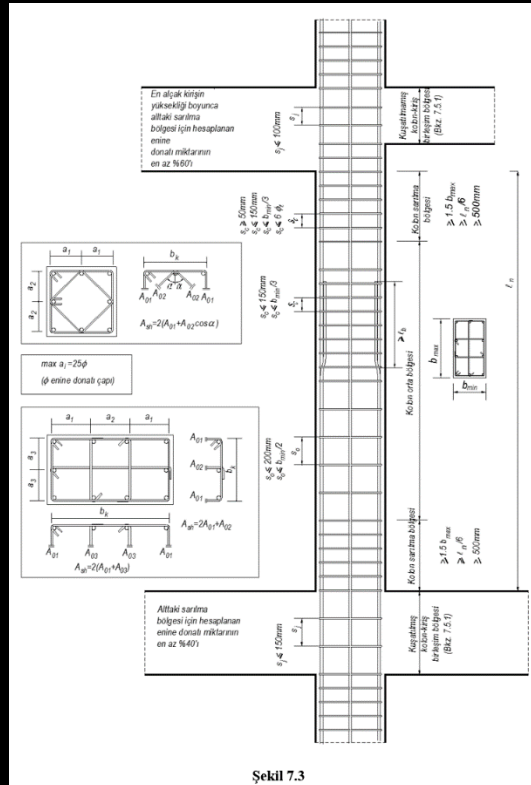 En alçak kirişin
yüksekliği boyunca
alttaki sarılma
bölgesi için hesaplanan
enine
donatı miktarının
en az %60'ı
s_j ≤ 100mm
s_j
Kuşatılmamış
kolon-kiriş
birleşim bölgesi
(Bkz. 7.5.1)
s_c ≥ 50mm
s_c ≤ 150mm
s_c ≤ b_min/3
s_c ≤ 6 ϕ_ℓ
s_c
Kolon sarılma
bölgesi
≥ 1.5 b_max
≥ ℓ_n/6
≥ 500mm
ℓ_n
a_1 a_1
a_2
a_2
b_k
α α
A_01 A_02 A_02 A_01
A_sh=2(A_01+A_02cosα)
s_c ≤ 150mm
s_c ≤ b_min/3
s_c
≥ ℓ_b
Kolon orta bölgesi
b_max
b_min
max a_i =25ϕ
(ϕ enine donatı çapı)
a_1 a_2 a_1
a_3
a_3
A_01
A_02
A_01
b_k
b_k
A_sh=2A_01+A_02
A_01 A_03 A_03 A_01
A_sh=2(A_01+A_03)
s_o ≤ 200mm
s_o ≤ b_min/2
s_o
Kolon sarılma bölgesi
≥ 1.5 b_max
≥ ℓ_n/6
≥ 500mm
Alttaki sarılma
bölgesi için hesaplanan
enine donatı miktarının
en az %40'ı
s_j ≤ 150mm
s_j
Kuşatılmış
kolon-kiriş
birleşim bölgesi
(Bkz. 7.5.1)
Şekil 7.3